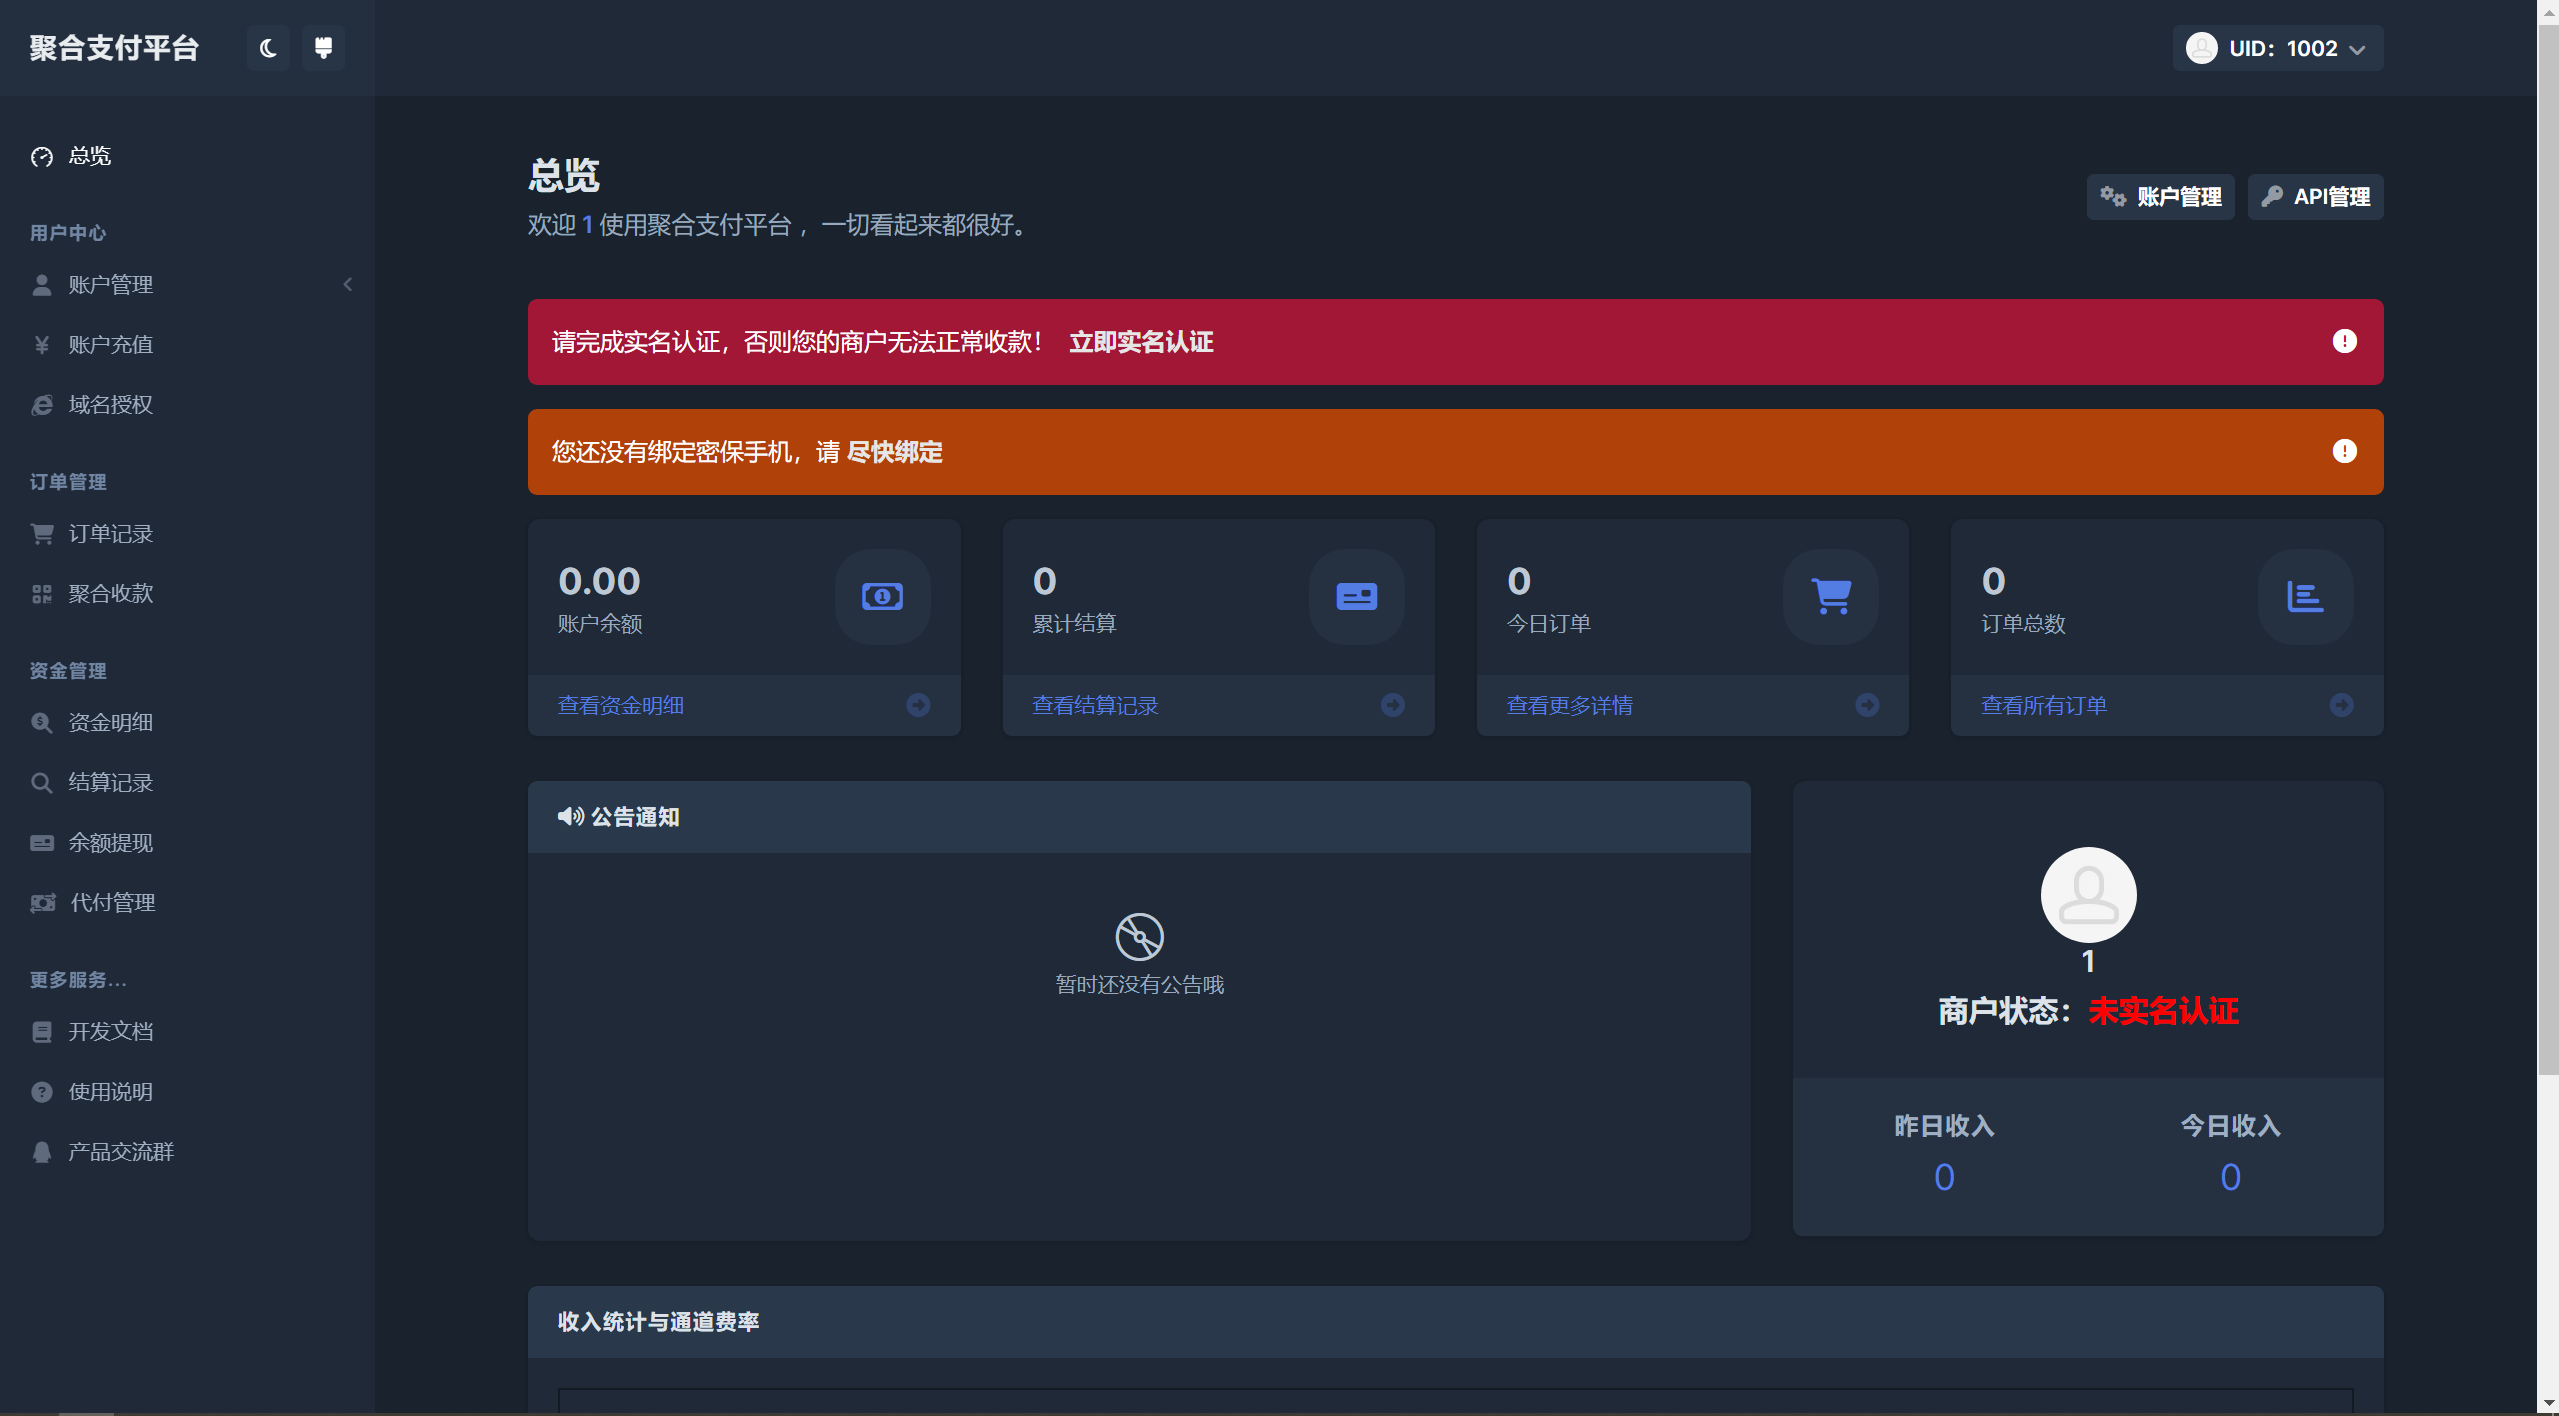 聚合支付平台
UID：1002
总览
用户中心
账户管理
账户充值
域名授权
订单管理
订单记录
聚合收款
资金管理
资金明细
结算记录
余额提现
代付管理
更多服务...
开发文档
使用说明
产品交流群
总览
欢迎 1 使用聚合支付平台 ，一切看起来都很好。
账户管理
API管理
请完成实名认证，否则您的商户无法正常收款！ 立即实名认证
您还没有绑定密保手机，请 尽快绑定
0.00
账户余额
查看资金明细
0
累计结算
查看结算记录
0
今日订单
查看更多详情
0
订单总数
查看所有订单
公告通知
暂时还没有公告哦
1
商户状态：未实名认证
昨日收入
0
今日收入
0
收入统计与通道费率